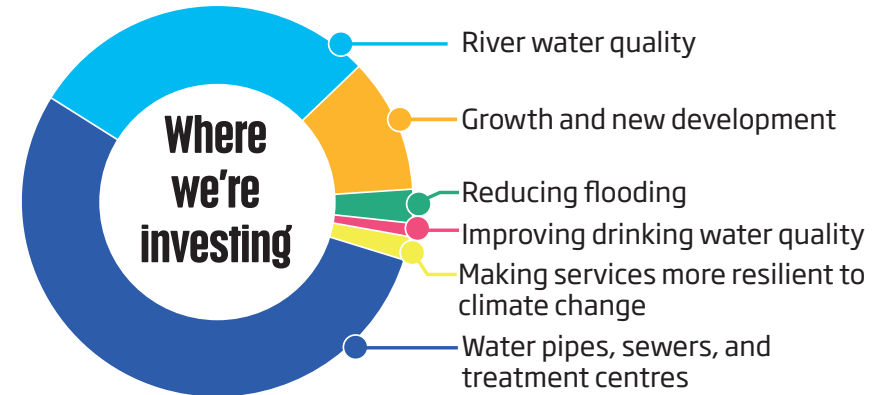 Where
we're
investing
River water quality
Growth and new development
Reducing flooding
Improving drinking water quality
Making services more resilient to
climate change
Water pipes, sewers, and
treatment centres